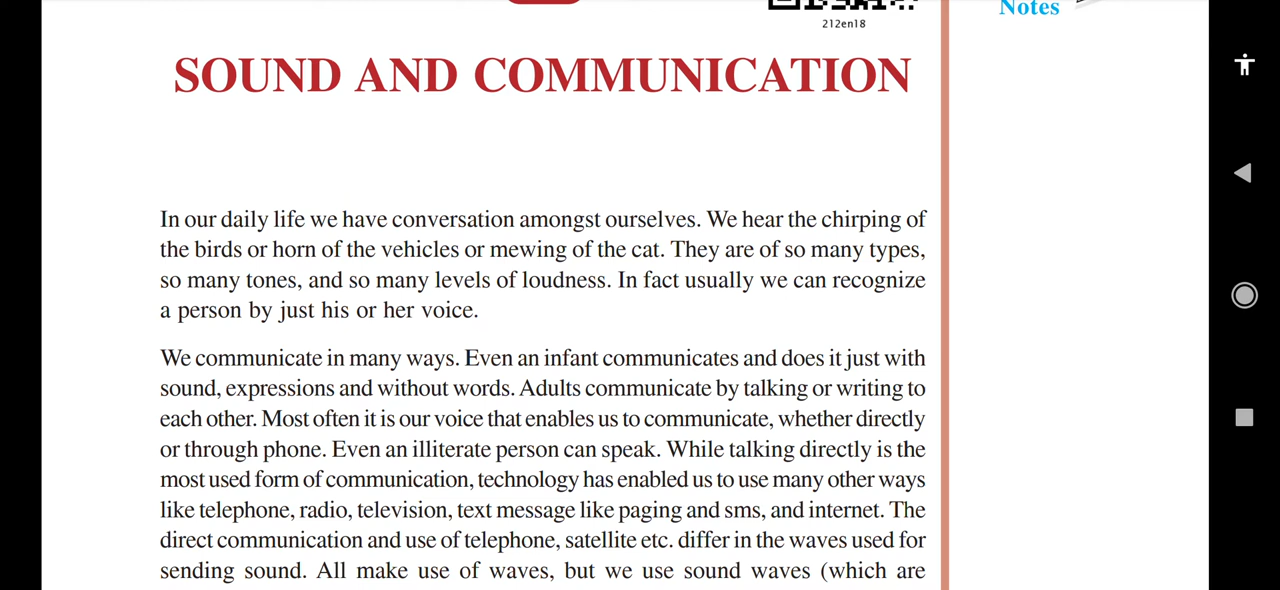 Notes
212en18
SOUND AND COMMUNICATION
In our daily life we have conversation amongst ourselves. We hear the chirping of
the birds or horn of the vehicles or mewing of the cat. They are of so many types,
so many tones, and so many levels of loudness. In fact usually we can recognize
a person by just his or her voice.
We communicate in many ways. Even an infant communicates and does it just with
sound, expressions and without words. Adults communicate by talking or writing to
each other. Most often it is our voice that enables us to communicate, whether directly
or through phone. Even an illiterate person can speak. While talking directly is the
most used form of communication, technology has enabled us to use many other ways
like telephone, radio, television, text message like paging and sms, and internet. The
direct communication and use of telephone, satellite etc. differ in the waves used for
sending sound. All make use of waves, but we use sound waves (which are